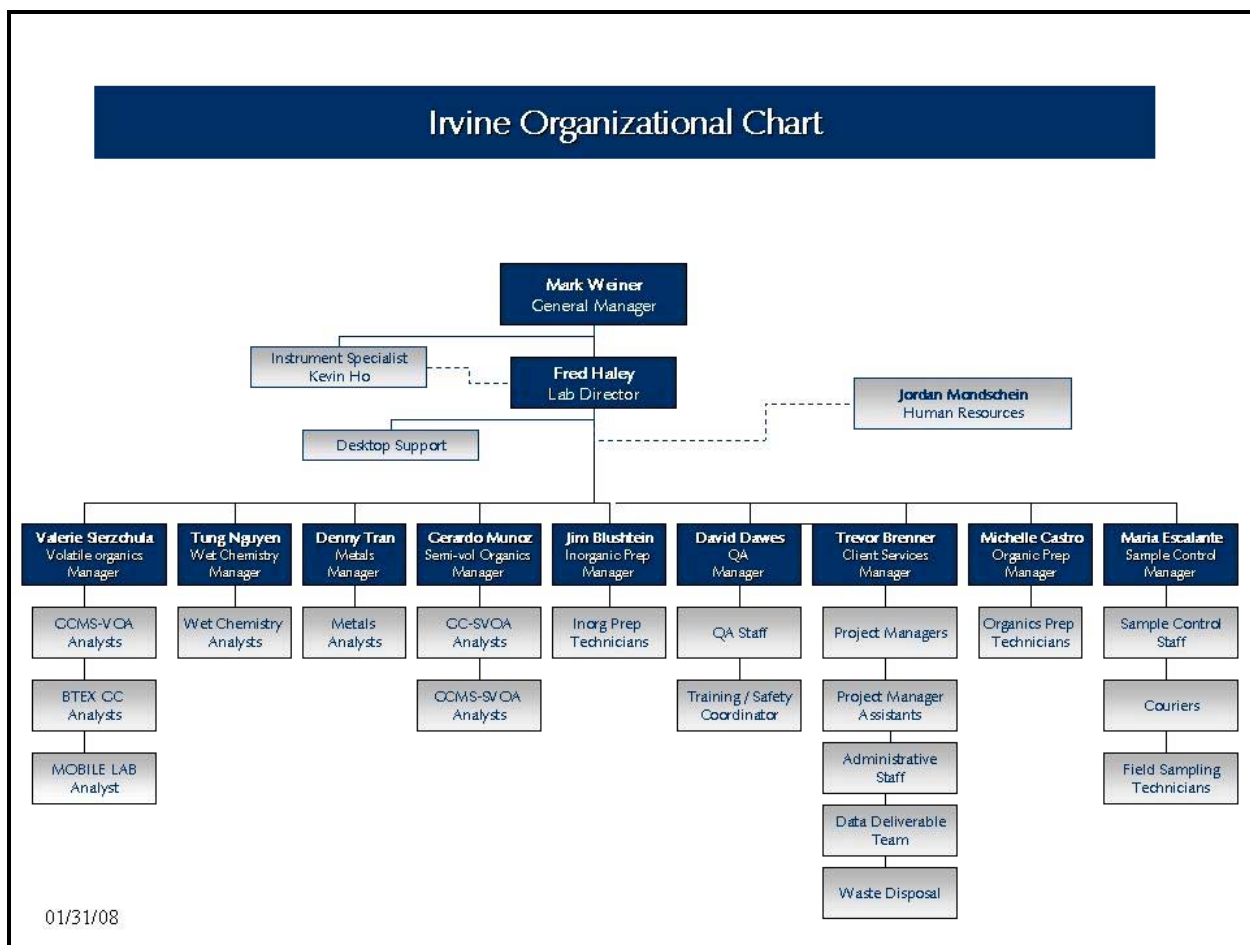 Irvine Organizational Chart
Mark Weiner
General Manager
Instrument Specialist
Kevin Ho
Fred Haley
Lab Director
Jordan Mondschein
Human Resources
Desktop Support
Valerie Sierzchula
Volatile organics
Manager
Tung Nguyen
Wet Chemistry
Manager
Denny Tran
Metals
Manager
Gerardo Munoz
Semi-vol Organics
Manager
Jim Blushtein
Inorganic Prep
Manager
David Dawes
QA
Manager
Trevor Brenner
Client Services
Manager
Michelle Castro
Organic Prep
Manager
Maria Escalante
Sample Control
Manager
GCMS-VOA
Analysts
Wet Chemistry
Analysts
Metals
Analysts
GC-SVOA
Analysts
Inorg Prep
Technicians
QA Staff
Project Managers
Organics Prep
Technicians
Sample Control
Staff
BTEX GC
Analysts
GCMS-SVOA
Analysts
Training / Safety
Coordinator
Project Manager
Assistants
Couriers
MOBILE LAB
Analyst
Administrative
Staff
Field Sampling
Technicians
Data Deliverable
Team
Waste Disposal
01/31/08